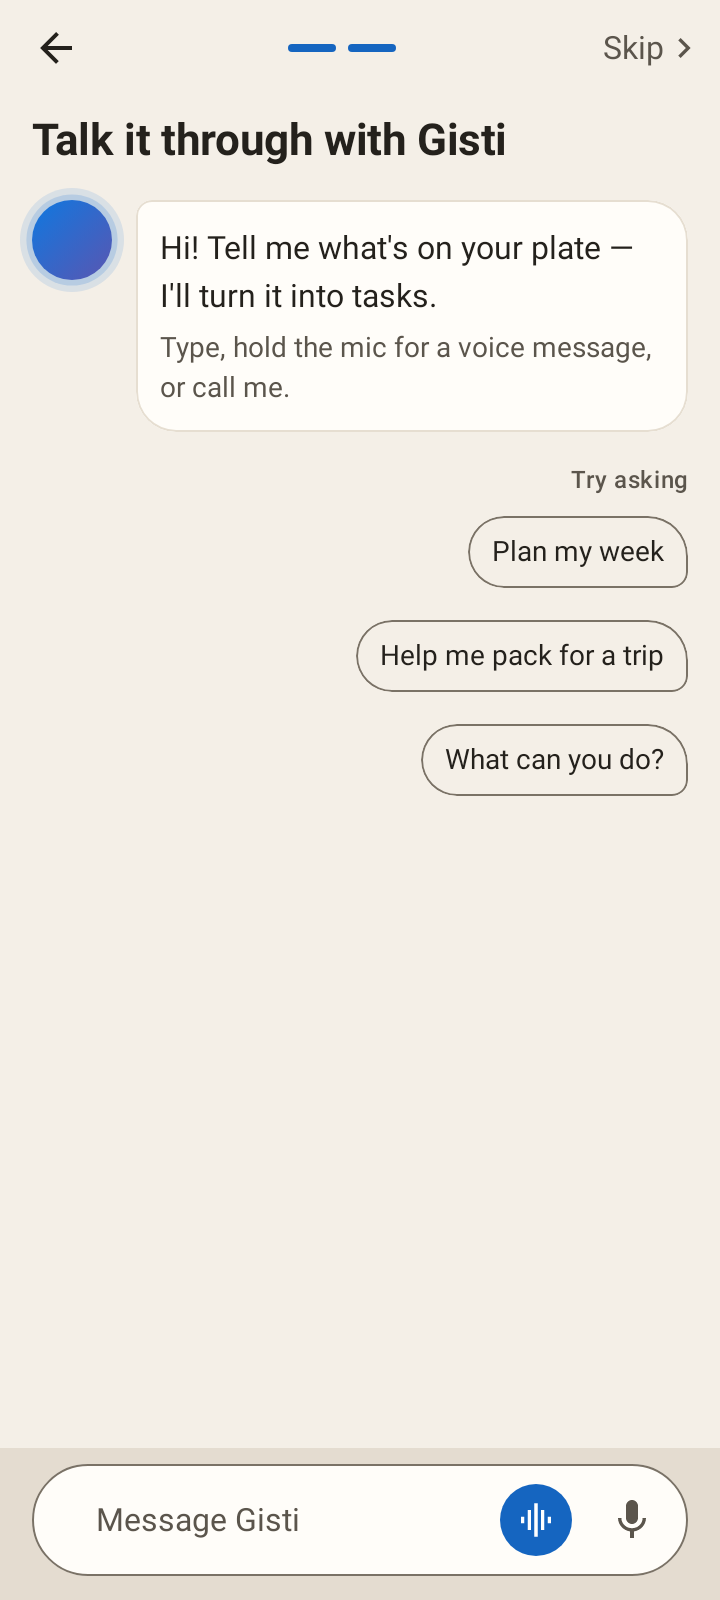 Skip
Talk it through with Gisti
Hi! Tell me what's on your plate —
I'll turn it into tasks.
Type, hold the mic for a voice message,
or call me.
Try asking
Plan my week
Help me pack for a trip
What can you do?
Message Gisti